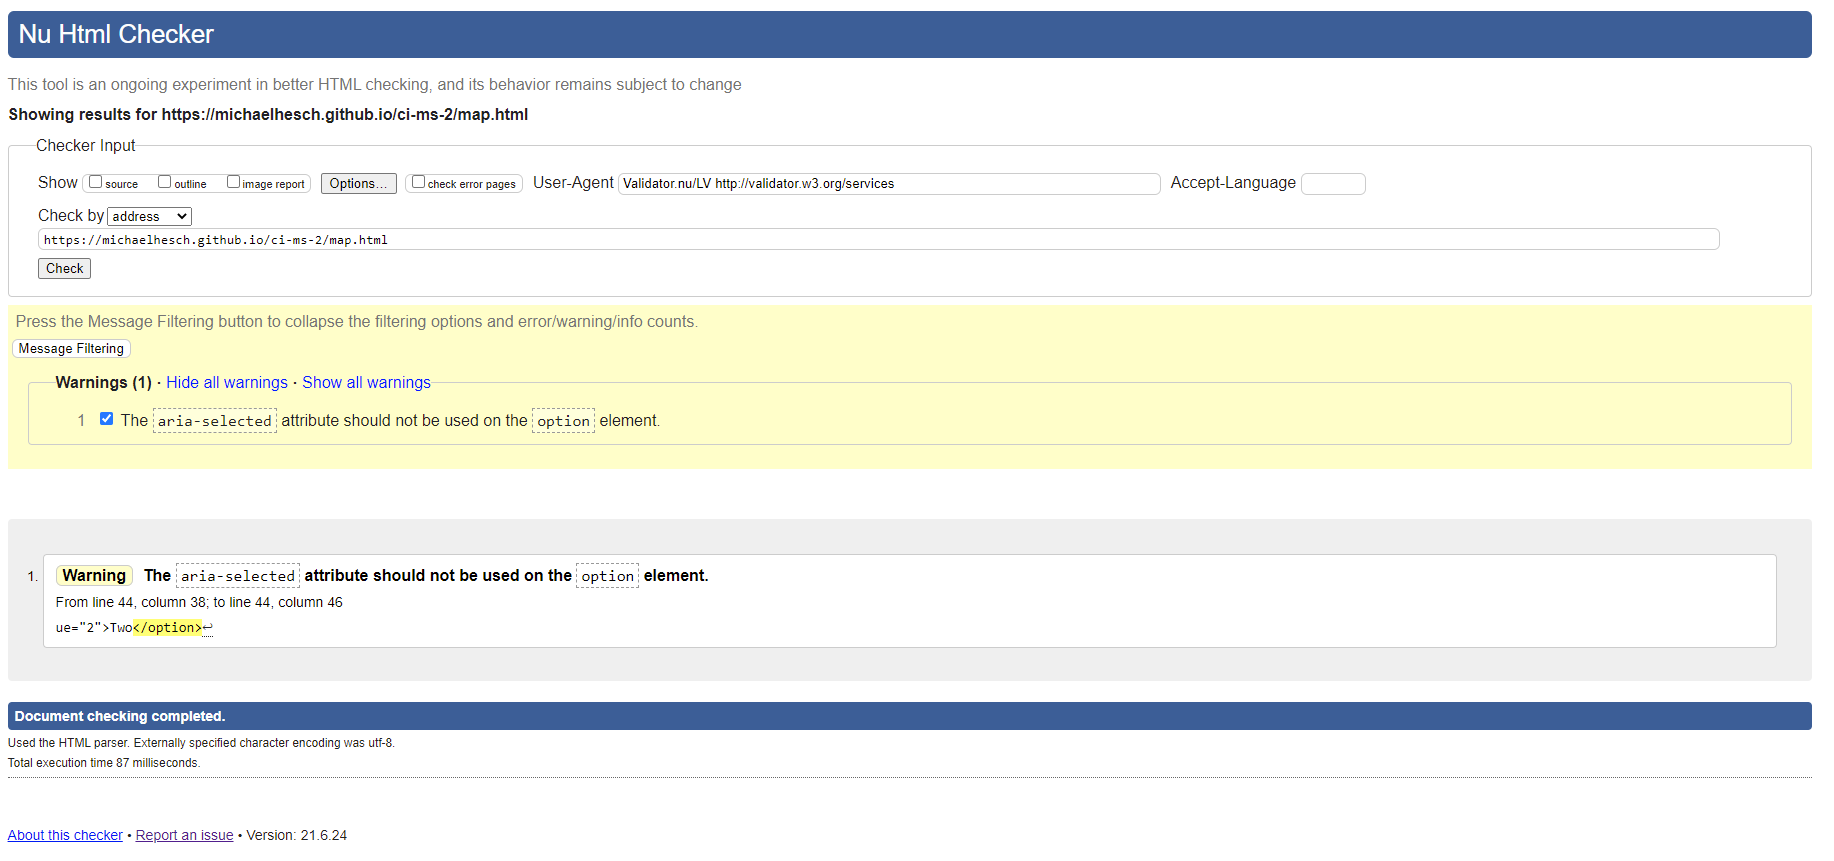 Nu Html Checker
This tool is an ongoing experiment in better HTML checking, and its behavior remains subject to change
Showing results for https://michaelhesch.github.io/ci-ms-2/map.html
Checker Input
Show source outline image report Options... check error pages User-Agent Validator.nu/LV http://validator.w3.org/services Accept-Language
Check by address
https://michaelhesch.github.io/ci-ms-2/map.html
Check
Press the Message Filtering button to collapse the filtering options and error/warning/info counts.
Message Filtering
Warnings (1) · Hide all warnings · Show all warnings
1 The aria-selected attribute should not be used on the option element.
1. Warning The aria-selected attribute should not be used on the option element.
From line 44, column 38; to line 44, column 46
ue="2">Two</option>↩
Document checking completed.
Used the HTML parser. Externally specified character encoding was utf-8.
Total execution time 87 milliseconds.
About this checker • Report an issue • Version: 21.6.24